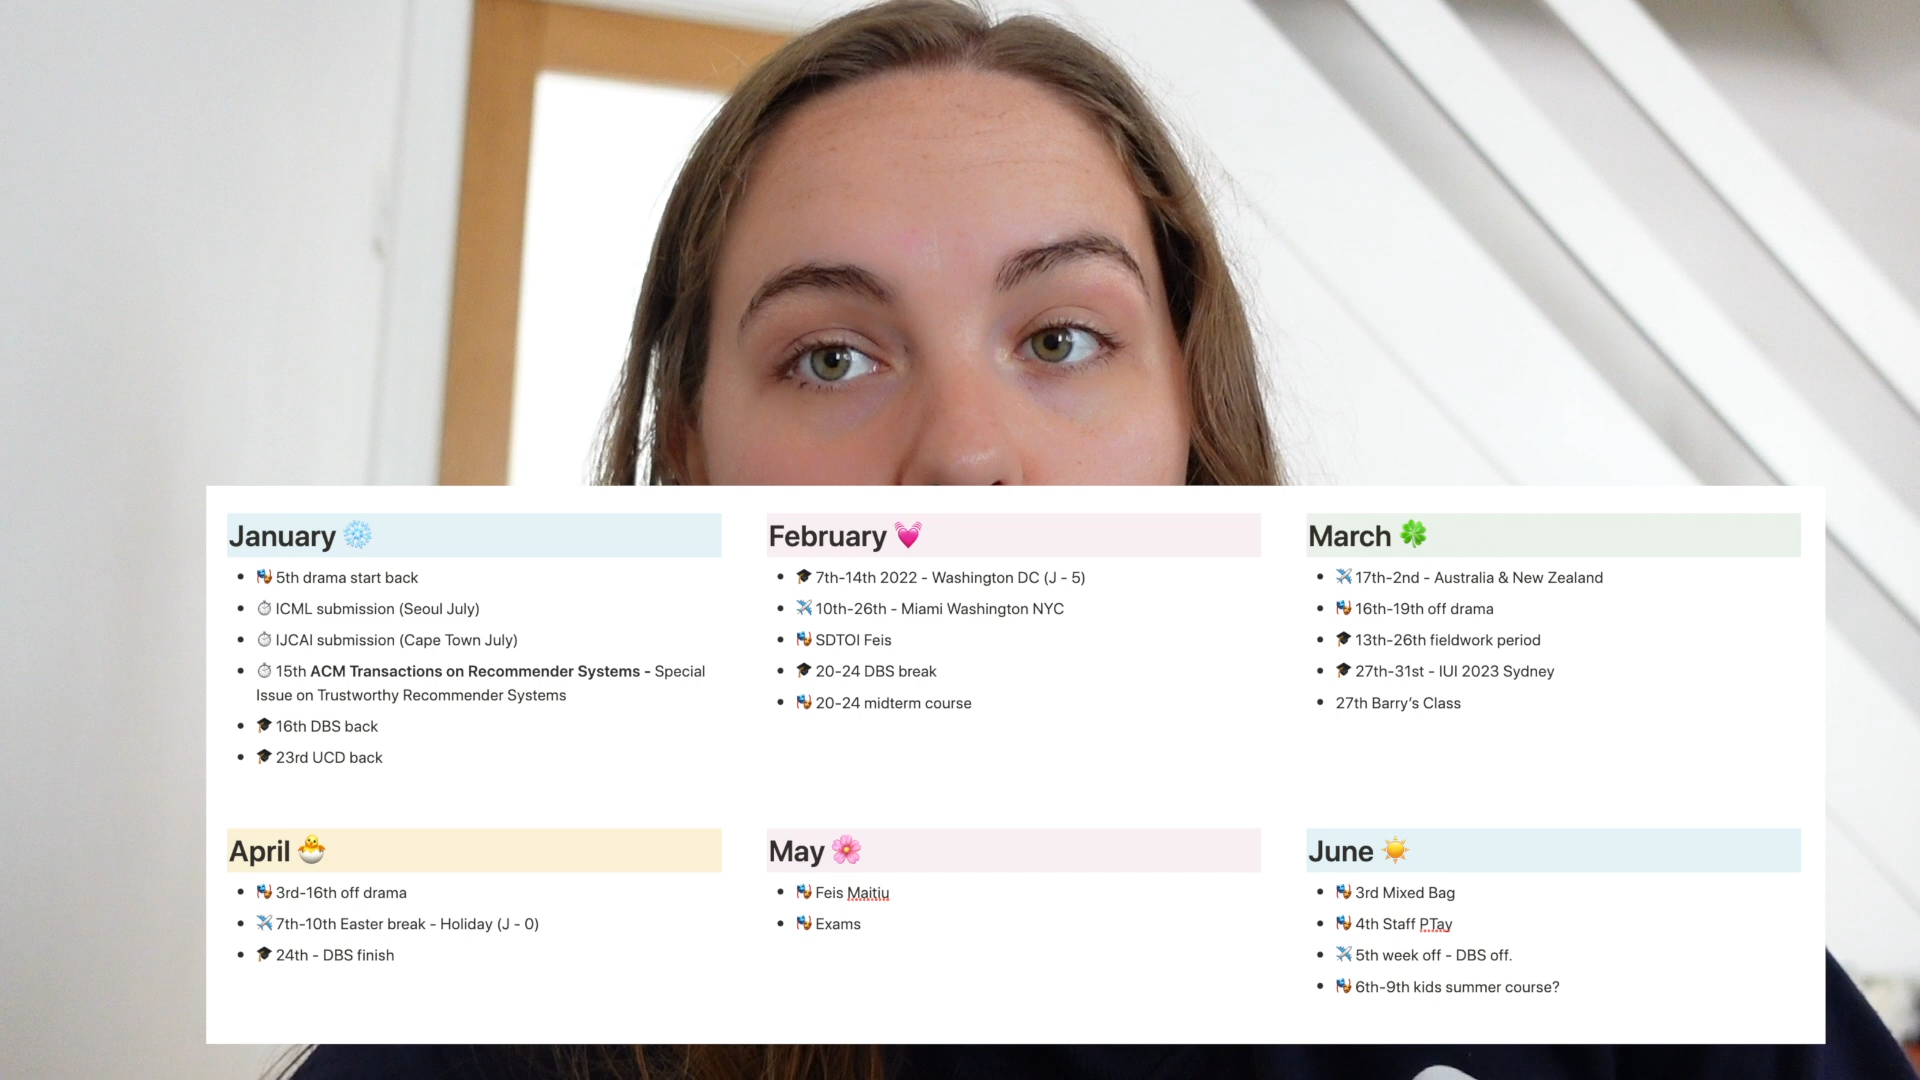 January ❄️
🎭 5th drama start back
⏱ ICML submission (Seoul July)
⏱ IJCAI submission (Cape Town July)
⏱ 15th ACM Transactions on Recommender Systems - Special
Issue on Trustworthy Recommender Systems
🎓 16th DBS back
🎓 23rd UCD back
February 💓
🎓 7th-14th 2022 - Washington DC (J - 5)
✈️ 10th-26th - Miami Washington NYC
🎭 SDTOI Feis
🎓 20-24 DBS break
🎭 20-24 midterm course
March 🍀
✈️ 17th-2nd - Australia & New Zealand
🎭 16th-19th off drama
🎓 13th-26th fieldwork period
🎓 27th-31st - IUI 2023 Sydney
27th Barry’s Class
April 🐣
🎭 3rd-16th off drama
✈️ 7th-10th Easter break - Holiday (J - 0)
🎓 24th - DBS finish
May 🌸
🎭 Feis Maitiu
🎭 Exams
June ☀️
🎭 3rd Mixed Bag
🎭 4th Staff PTay
✈️ 5th week off - DBS off.
🎭 6th-9th kids summer course?